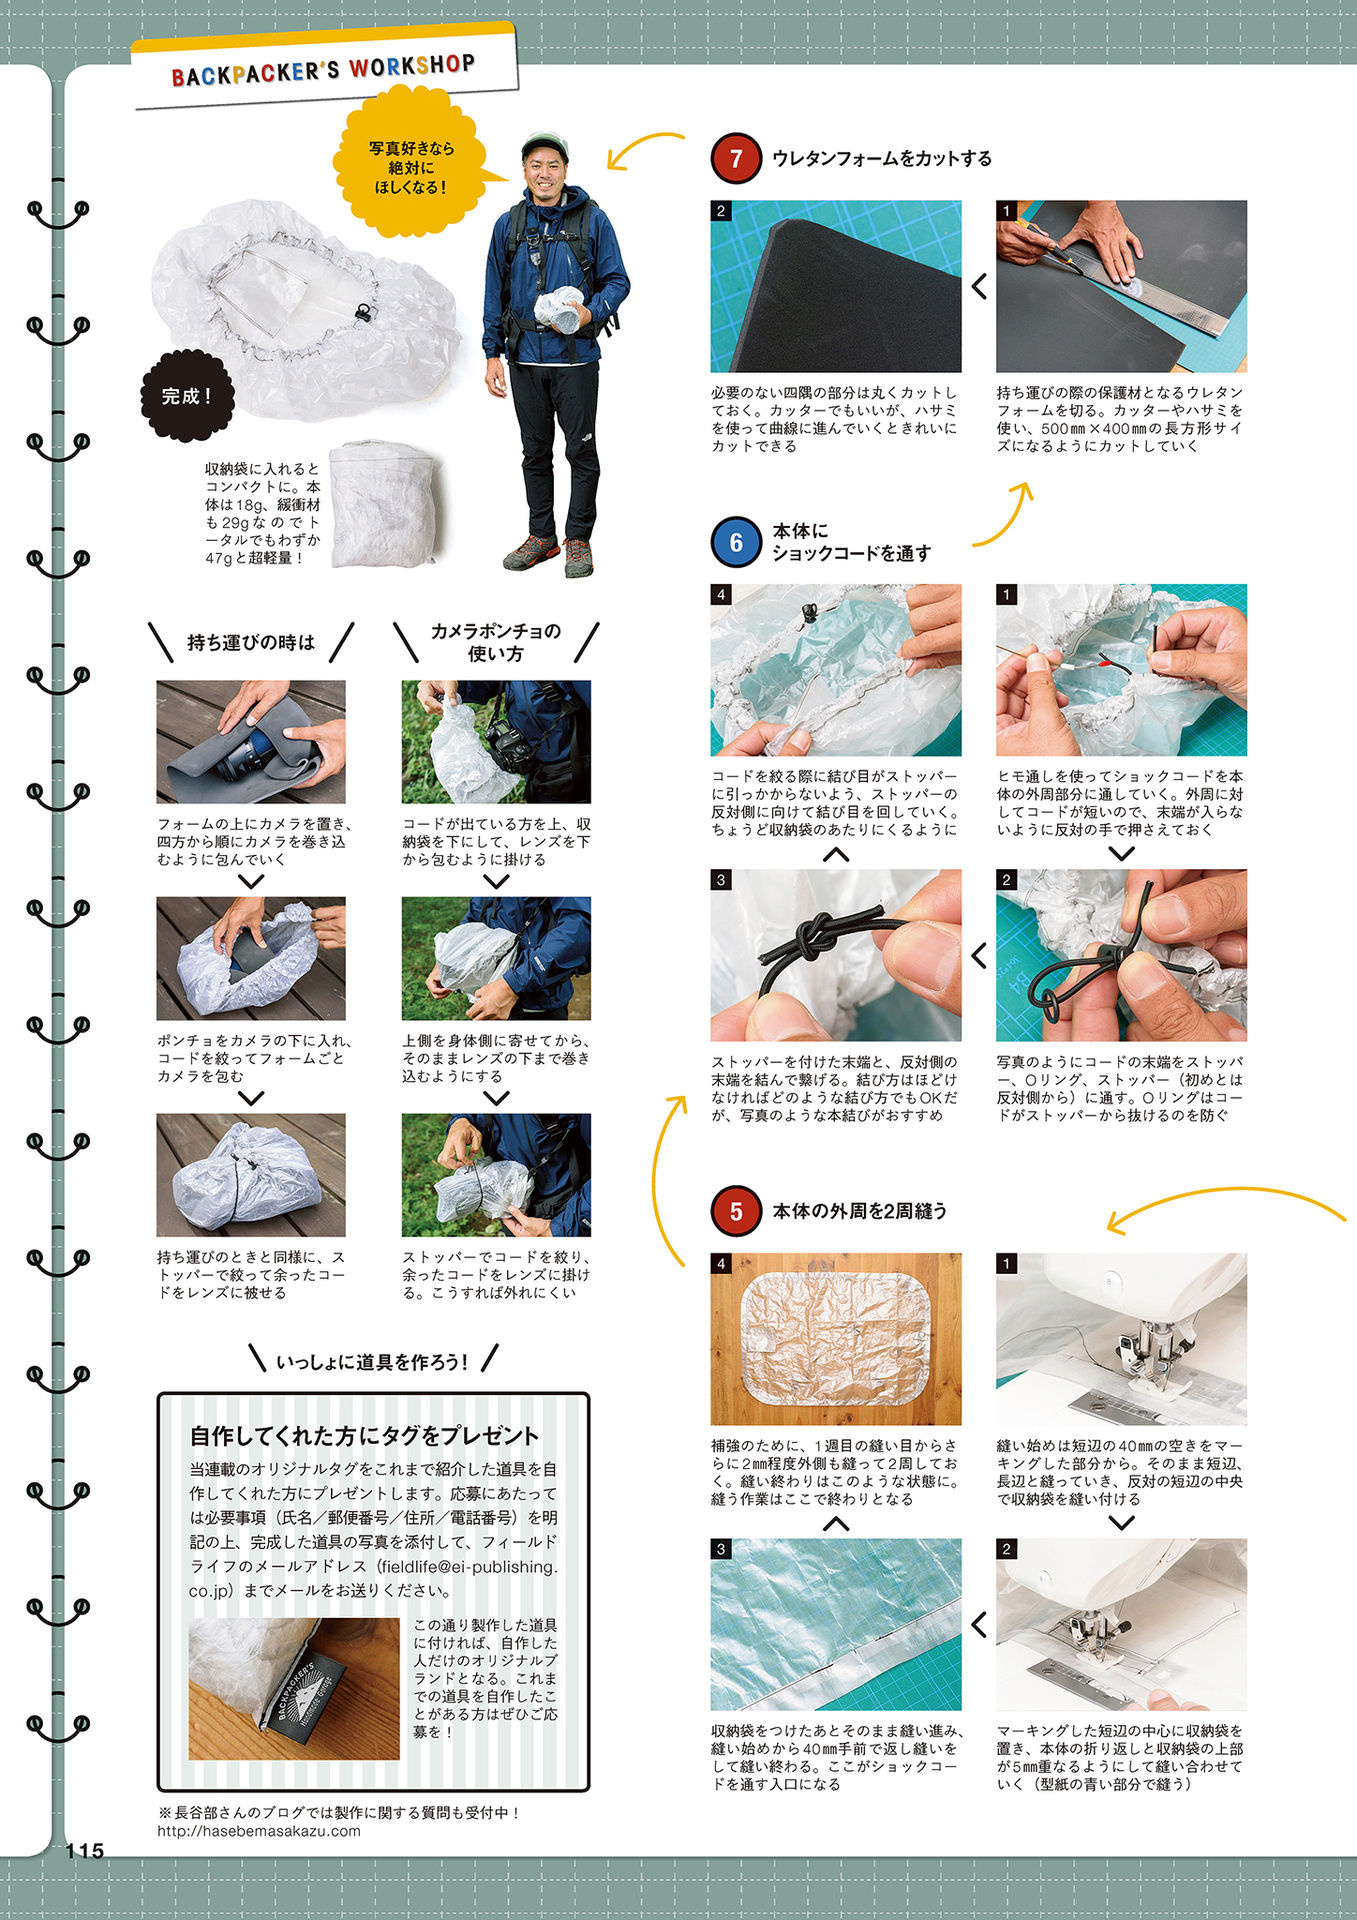 BACKPACKER'S WORKSHOP
5 本体の外周を2周縫う
1
縫い始めは短辺の40㎜の空きをマー
キングした部分から。そのまま短辺、
長辺と縫っていき、反対の短辺の中央
で収納袋を縫い付ける
2
マーキングした短辺の中心に収納袋を
置き、本体の折り返しと収納袋の上部
が5㎜重なるようにして縫い合わせて
いく（型紙の青い部分で縫う）
3
収納袋をつけたあとそのまま縫い進み、
縫い始めから40㎜手前で返し縫いを
して縫い終わる。ここがショックコー
ドを通す入口になる
4
補強のために、1週目の縫い目からさ
らに2㎜程度外側も縫って2周してお
く。縫い終わりはこのような状態に。
縫う作業はここで終わりとなる
6 本体に
ショックコードを通す
1
ヒモ通しを使ってショックコードを本
体の外周部分に通していく。外周に対
してコードが短いので、末端が入らな
いように反対の手で押さえておく
2
写真のようにコードの末端をストッパ
ー、Oリング、ストッパー（初めとは
反対側から）に通す。Oリングはコー
ドがストッパーから抜けるのを防ぐ
3
ストッパーを付けた末端と、反対側の
末端を結んで繋げる。結び方はほどけ
なければどのような結び方でもOKだ
が、写真のような本結びがおすすめ
4
コードを絞る際に結び目がストッパー
に引っかからないよう、ストッパーの
反対側に向けて結び目を回していく。
ちょうど収納袋のあたりにくるように
7 ウレタンフォームをカットする
1
持ち運びの際の保護材となるウレタン
フォームを切る。カッターやハサミを
使い、500㎜×400㎜の長方形サイ
ズになるようにカットしていく
2
必要のない四隅の部分は丸くカットし
ておく。カッターでもいいが、ハサミ
を使って曲線に進んでいくときれいに
カットできる
写真好きなら
絶対に
ほしくなる！
完成！
収納袋に入れると
コンパクトに。本
体は18g、緩衝材
も29gなのでト
ータルでもわずか
47gと超軽量！
カメラポンチョの
使い方
コードが出ている方を上、収
納袋を下にして、レンズを下
から包むように掛ける
上側を身体側に寄せてから、
そのままレンズの下まで巻き
込むようにする
ストッパーでコードを絞り、
余ったコードをレンズに掛け
る。こうすれば外れにくい
持ち運びの時は
フォームの上にカメラを置き、
四方から順にカメラを巻き込
むように包んでいく
ポンチョをカメラの下に入れ、
コードを絞ってフォームごと
カメラを包む
持ち運びのときと同様に、ス
トッパーで絞って余ったコー
ドをレンズに被せる
いっしょに道具を作ろう！
自作してくれた方にタグをプレゼント
当連載のオリジナルタグをこれまで紹介した道具を自
作してくれた方にプレゼントします。応募にあたって
は必要事項（氏名／郵便番号／住所／電話番号）を明
記の上、完成した道具の写真を添付して、フィールド
ライフのメールアドレス（fieldlife@ei-publishing.
co.jp）までメールをお送りください。
BACKPACKER'S
Handmade Garage
この通り製作した道具
に付ければ、自作した
人だけのオリジナルブ
ランドとなる。これま
での道具を自作したこ
とがある方はぜひご応
募を！
※長谷部さんのブログでは製作に関する質問も受付中！
http://hasebemasakazu.com
115